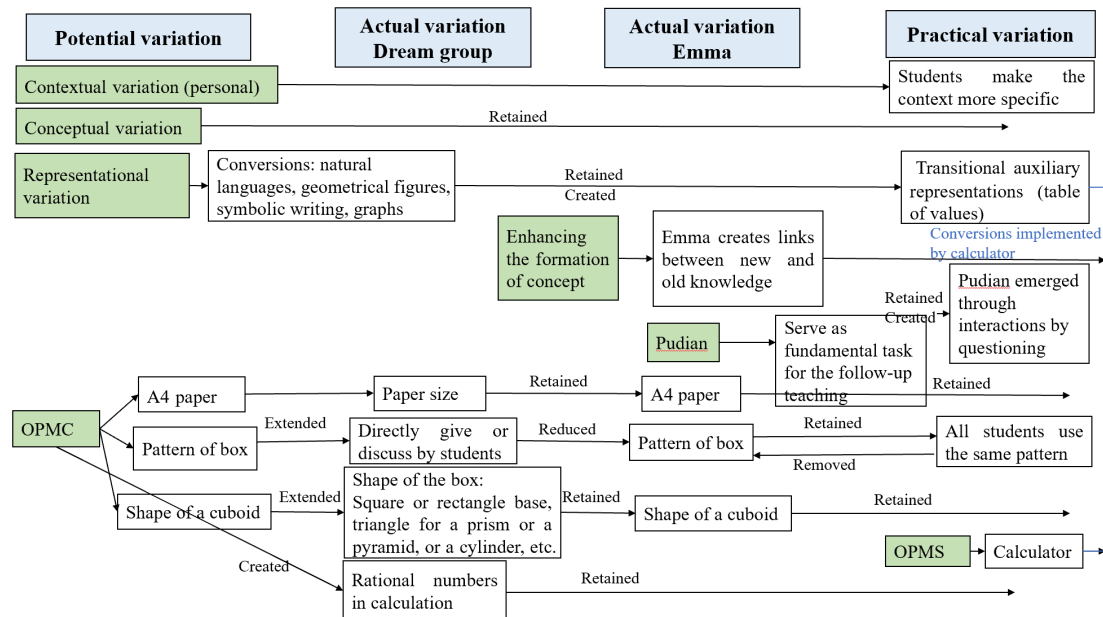 Potential variation
Actual variation
Dream group
Actual variation
Emma
Practical variation
Contextual variation (personal)
Students make the
context more specific
Conceptual variation
Retained
Representational
variation
Conversions: natural
languages, geometrical figures,
symbolic writing, graphs
Retained
Created
Transitional auxiliary
representations (table
of values)
Conversions implemented
by calculator
Enhancing
the formation
of concept
Emma creates links
between new and
old knowledge
Pudian emerged
through
interactions by
questioning
Retained
Created
Pudian
Serve as
fundamental task
for the follow-up
teaching
A4 paper
Paper size
Retained
A4 paper
Retained
OPMC
Pattern of box
Extended
Directly give or
discuss by students
Reduced
Pattern of box
Retained
Removed
All students use
the same pattern
Shape of a cuboid
Extended
Shape of the box:
Square or rectangle base,
triangle for a prism or a
pyramid, or a cylinder, etc.
Retained
Shape of a cuboid
Retained
OPMS
Calculator
Created
Rational numbers
in calculation
Retained